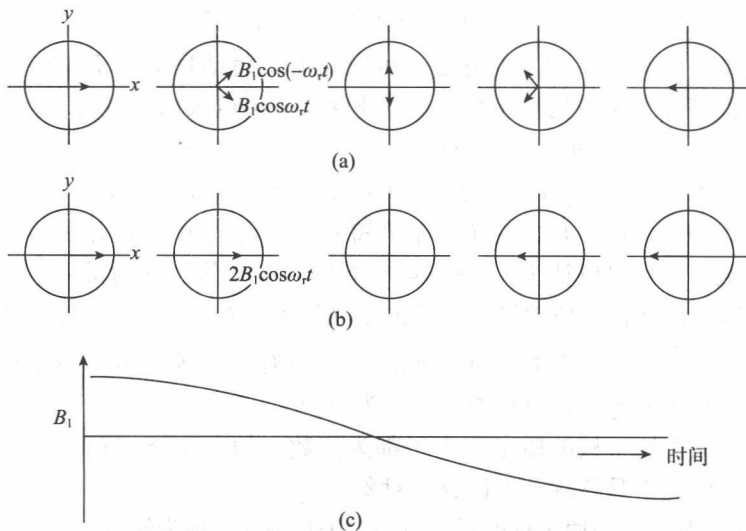 y
x
B₁cos(-ωᵣt)
B₁cosωᵣt
(a)
y
x
2B₁cosωᵣt
(b)
B₁
时间
(c)